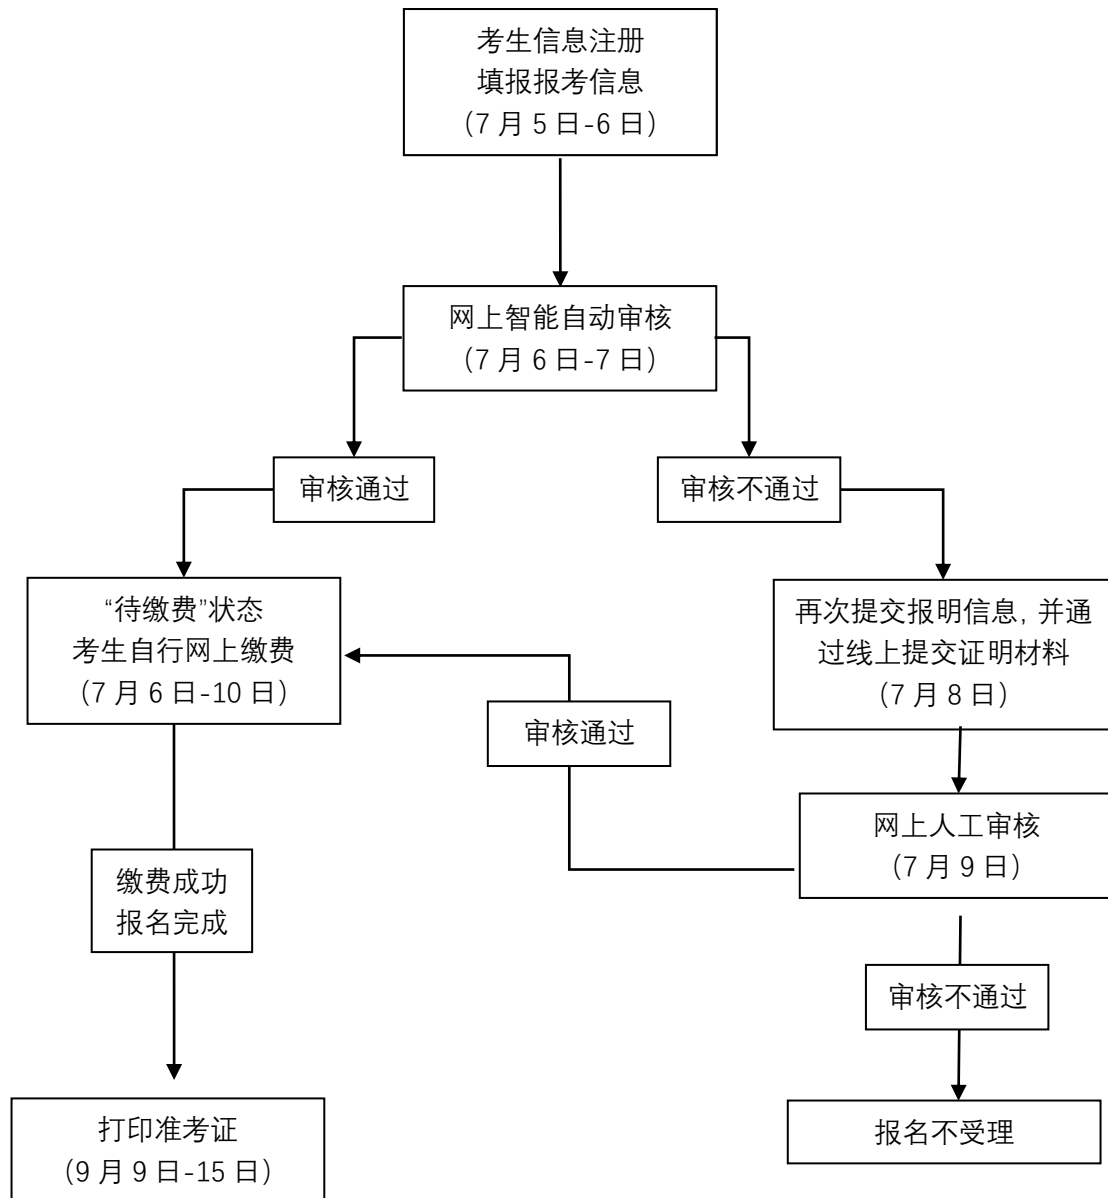 考生信息注册
填报报考信息
（7 月 5 日-6 日）
网上智能自动审核
（7 月 6 日-7 日）
审核通过
审核不通过
“待缴费”状态
考生自行网上缴费
（7 月 6 日-10 日）
再次提交报明信息, 并通
过线上提交证明材料
（7 月 8 日）
审核通过
网上人工审核
（7 月 9 日）
缴费成功
报名完成
审核不通过
打印准考证
（9 月 9 日-15 日）
报名不受理